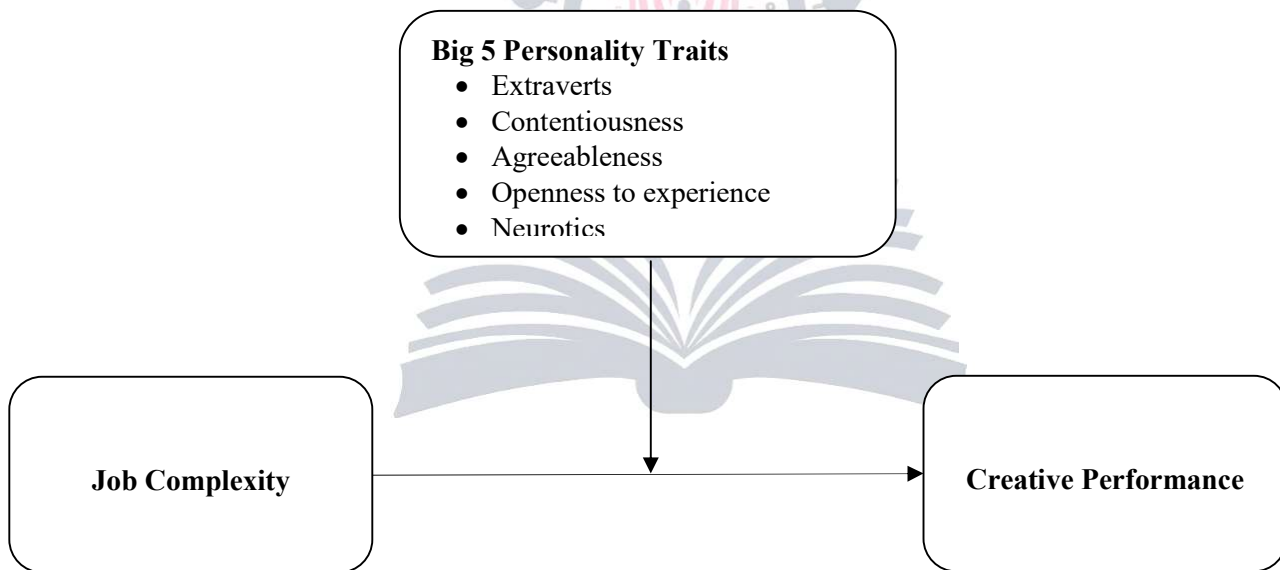 Big 5 Personality Traits
• Extraverts
• Contentiousness
• Agreeableness
• Openness to experience
• Neurotics
Job Complexity
Creative Performance